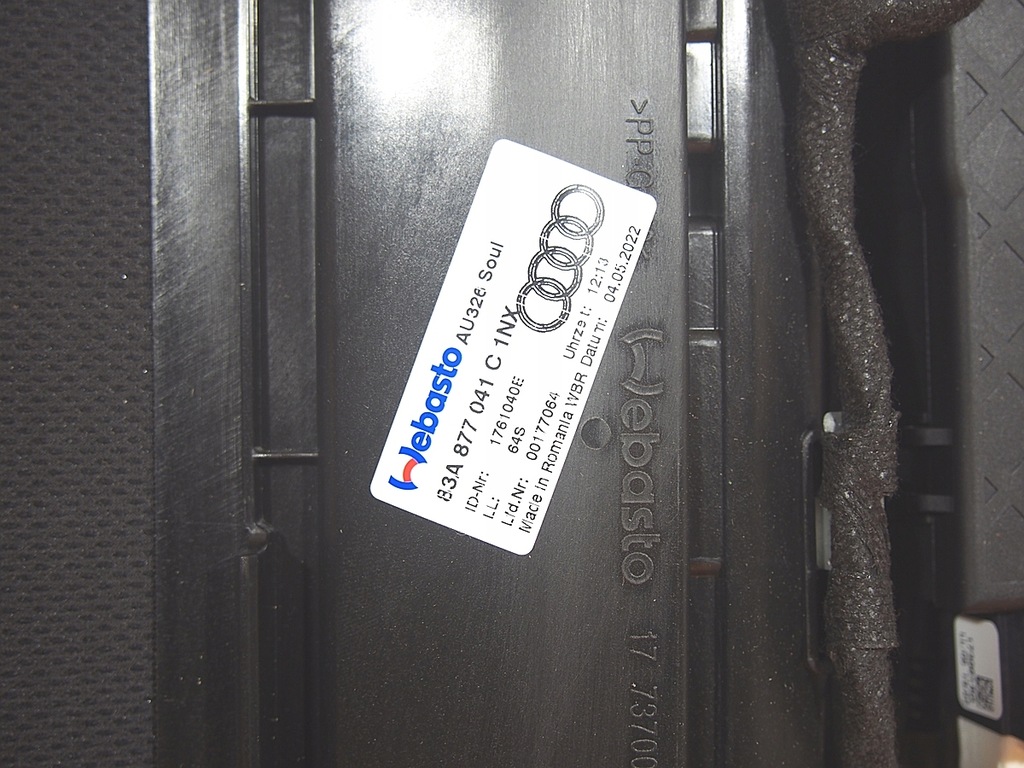 Webasto AU326 Soul
83A 877 041 C 1NX
ID-Nr: 1761040E
LL: 64S
Lfd.Nr: 00177064 Uhrzeit: 12:13
Made in Romania WBR Datum: 04.05.2022
>PP
Webasto 17